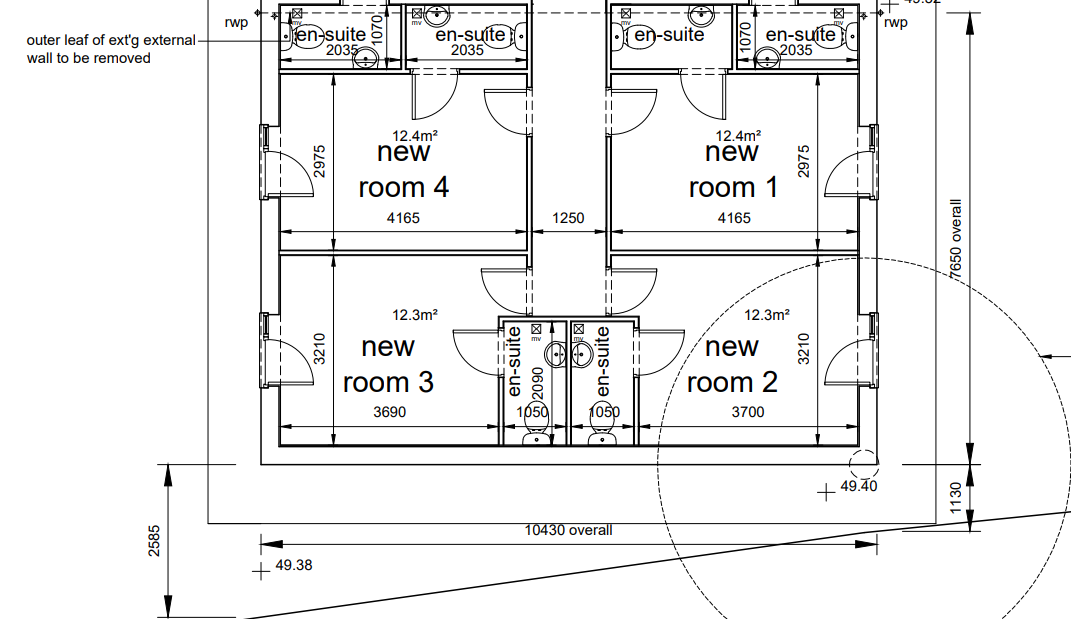 49.32
rwp
rwp
mv
mv
mv
mv
outer leaf of ext'g external
wall to be removed
en-suite
2035
1070
en-suite
2035
en-suite
1070
en-suite
2035
12.4m²
new
room 4
2975
4165
1250
12.4m²
new
room 1
2975
4165
7650 overall
12.3m²
new
room 3
3210
3690
en-suite
mv
2090
1050
mv
en-suite
1050
12.3m²
new
room 2
3210
3700
49.40
1130
2585
10430 overall
49.38